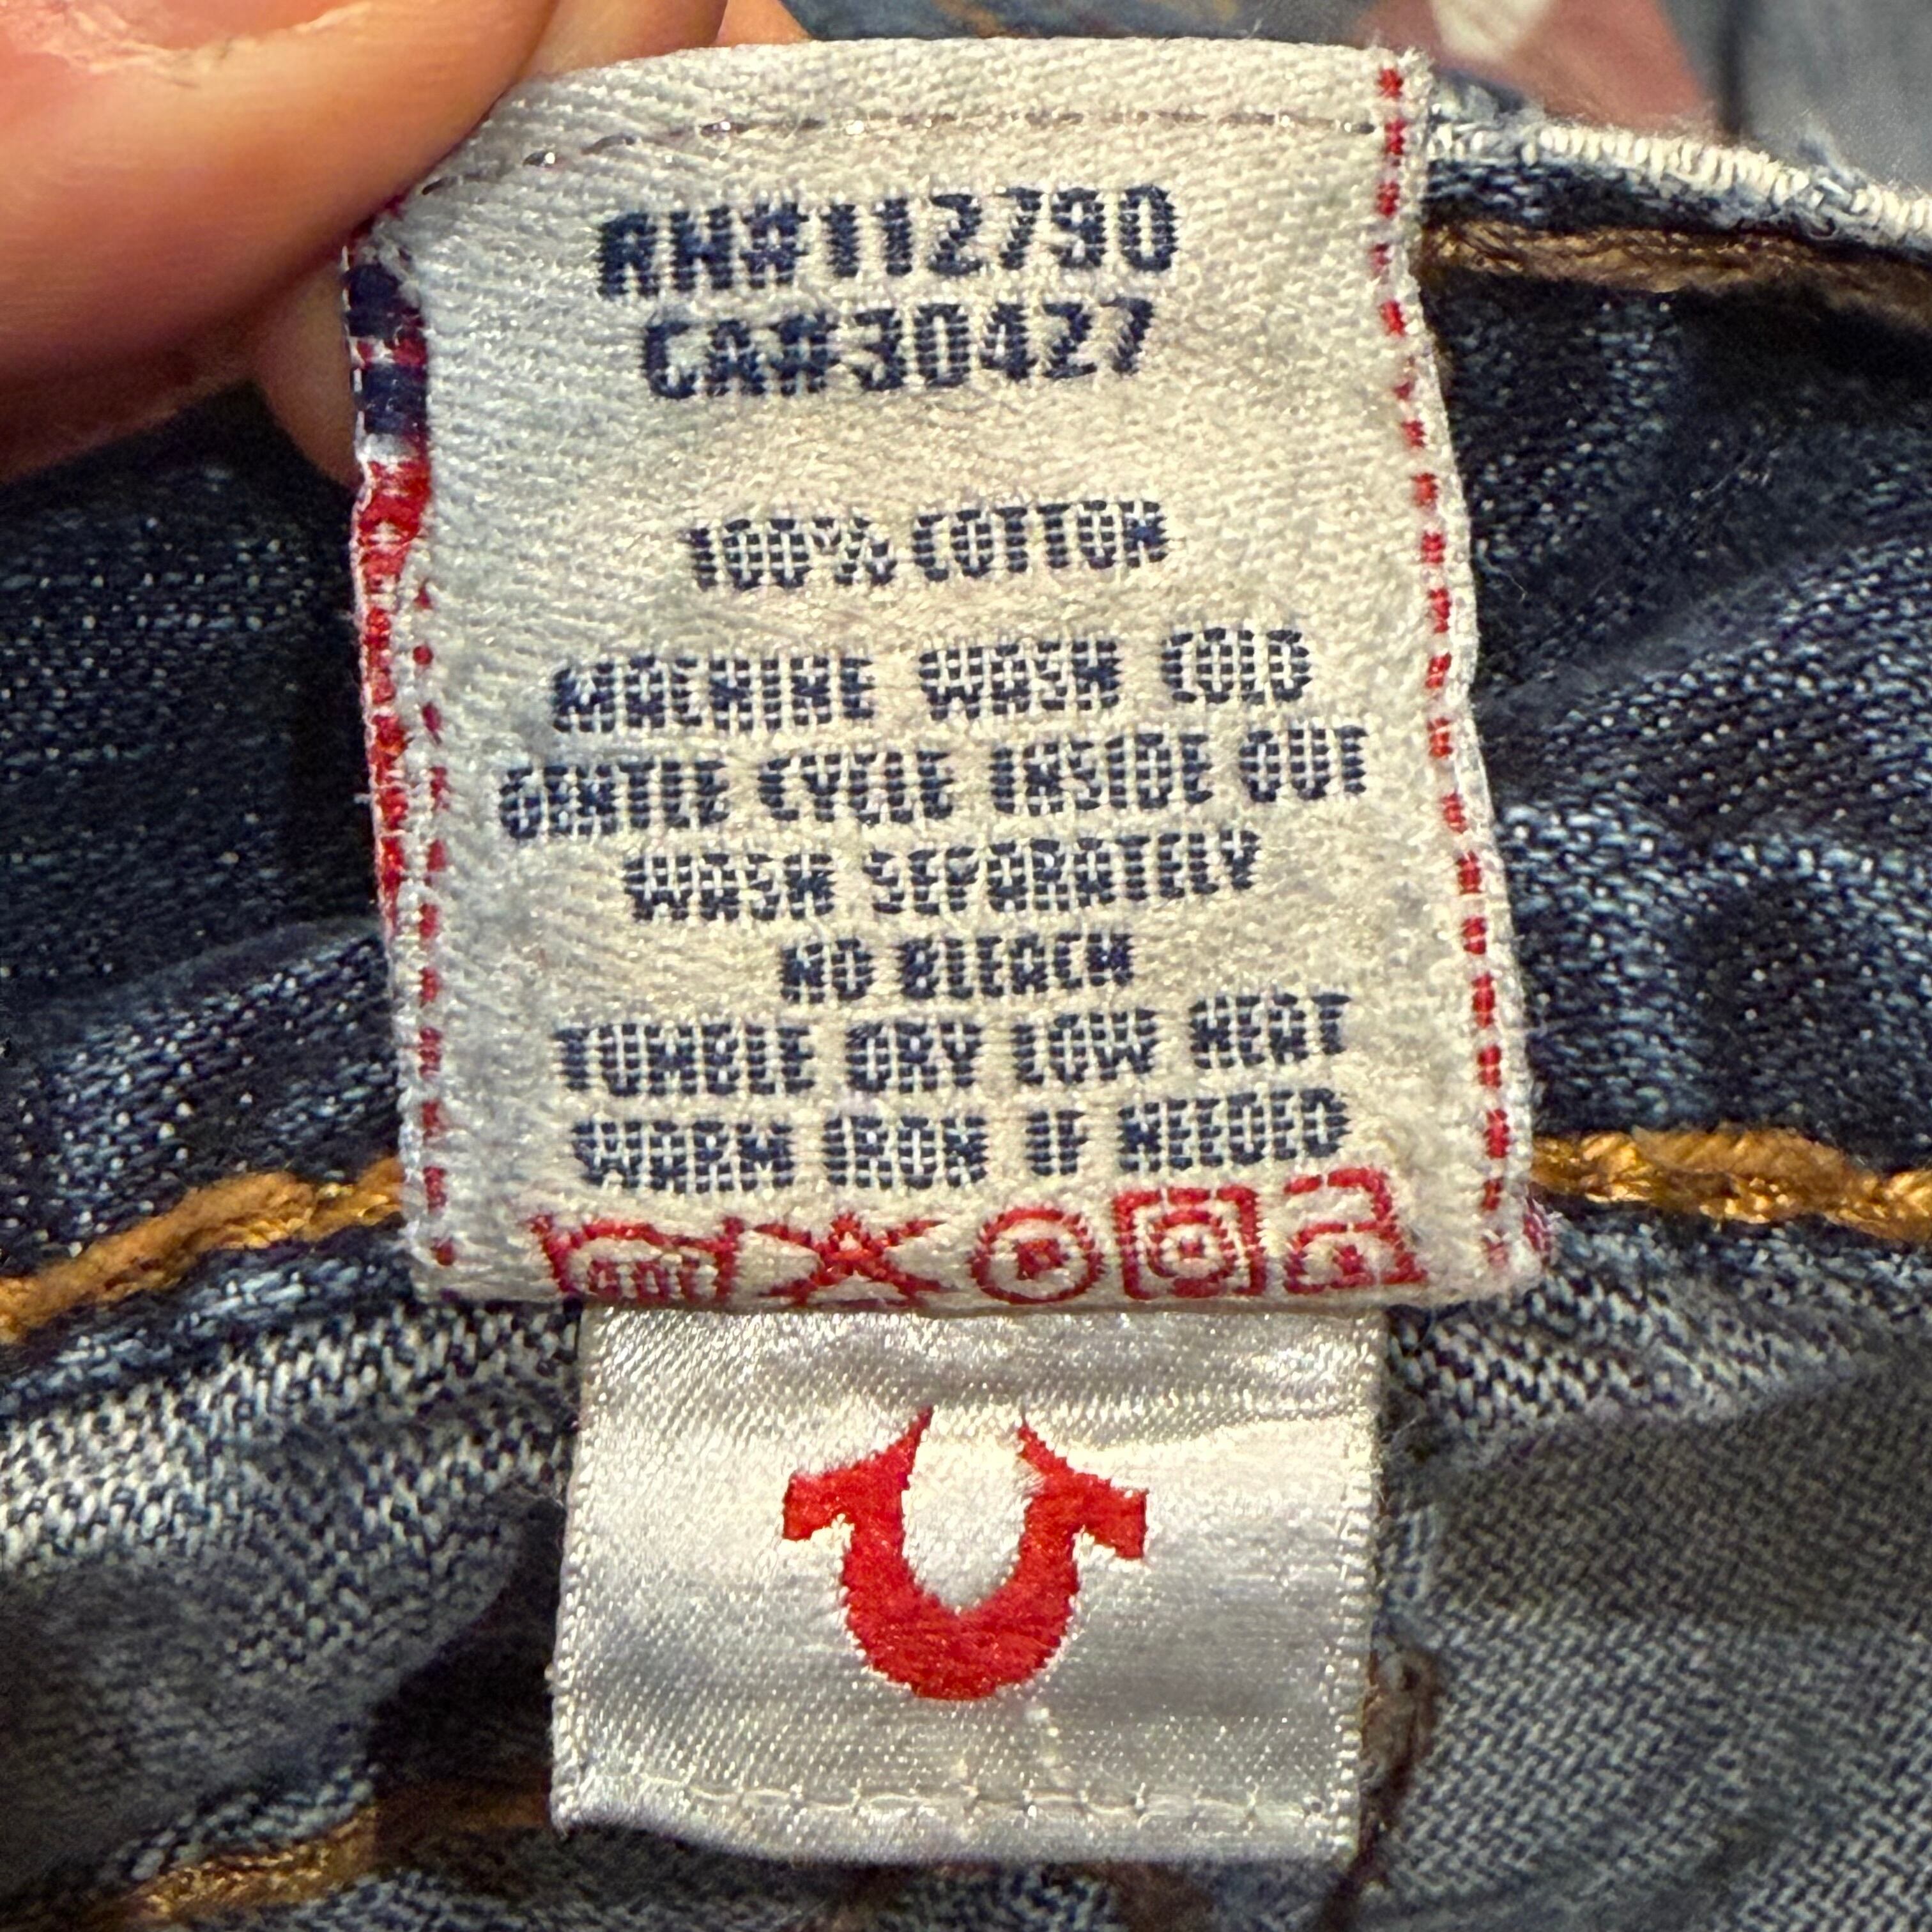 RN#112790
CA#30427
100% COTTON
MACHINE WASH COLD
GENTLE CYCLE INSIDE OUT
WASH SEPARATELY
NO BLEACH
TUMBLE DRY LOW HEAT
WARM IRON IF NEEDED
P